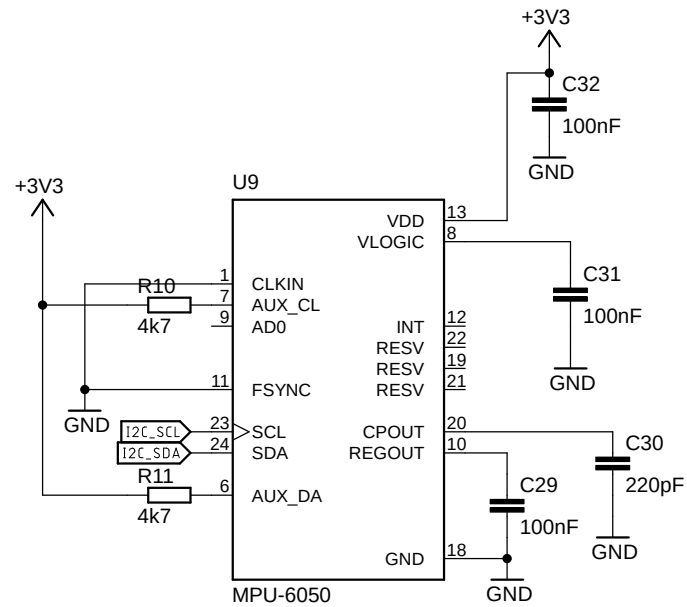 +3V3
C32
100nF
GND
+3V3
U9
VDD 13
VLOGIC 8
1 CLKIN
R10
7 AUX_CL
4k7
9 AD0
C31
100nF
INT 12
RESV 22
RESV 19
RESV 21
11 FSYNC
GND
GND
I2C_SCL 23 SCL
I2C_SDA 24 SDA
CPOUT 20
REGOUT 10
C30
220pF
R11
6 AUX_DA
4k7
C29
100nF
GND
GND 18
GND
MPU-6050